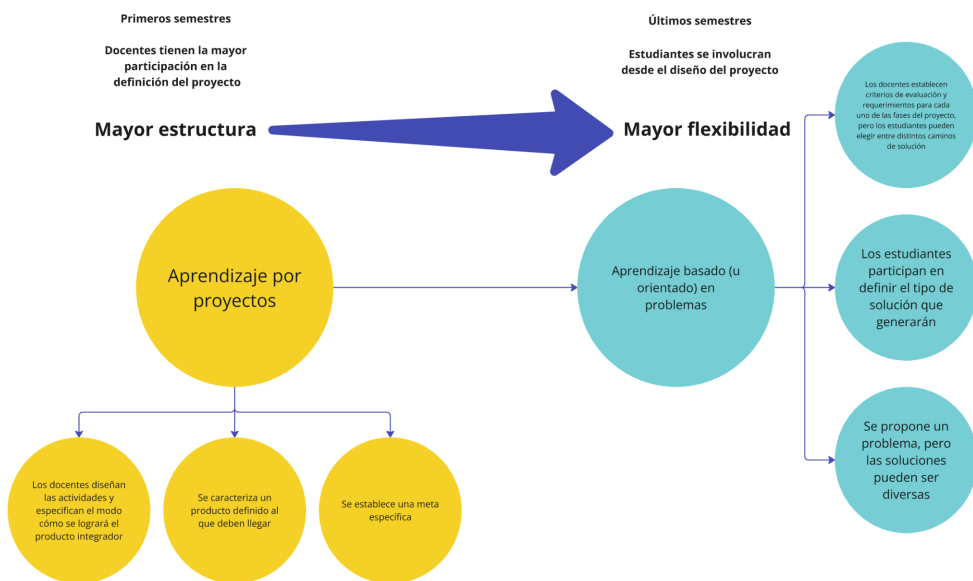 Primeros semestres
Docentes tienen la mayor
participación en la
definición del proyecto
Mayor estructura
Últimos semestres
Estudiantes se involucran
desde el diseño del proyecto
Mayor flexibilidad
Aprendizaje por
proyectos
Aprendizaje basado (u
orientado) en
problemas
Los docentes establecen
criterios de evaluación y
requerimientos para cada
uno de las fases del proyecto,
pero los estudiantes pueden
elegir entre distintos caminos
de solución
Los estudiantes
participan en
definir el tipo de
solución que
generarán
Se propone un
problema, pero
las soluciones
pueden ser
diversas
Los docentes diseñan
las actividades y
especifican el modo
cómo se logrará el
producto integrador
Se caracteriza un
producto definido al
que deben llegar
Se establece una meta
específica